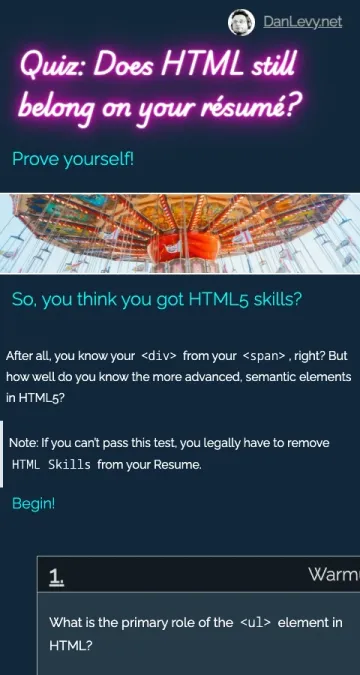 DanLevy.net
Quiz: Does HTML still
belong on your résumé?
Prove yourself!
So, you think you got HTML5 skills?
After all, you know your <div> from your <span>, right? But
how well do you know the more advanced, semantic elements
in HTML5?
Note: If you can't pass this test, you legally have to remove
HTML Skills from your Resume.
Begin!
1. Warmu
What is the primary role of the <ul> element in
HTML?